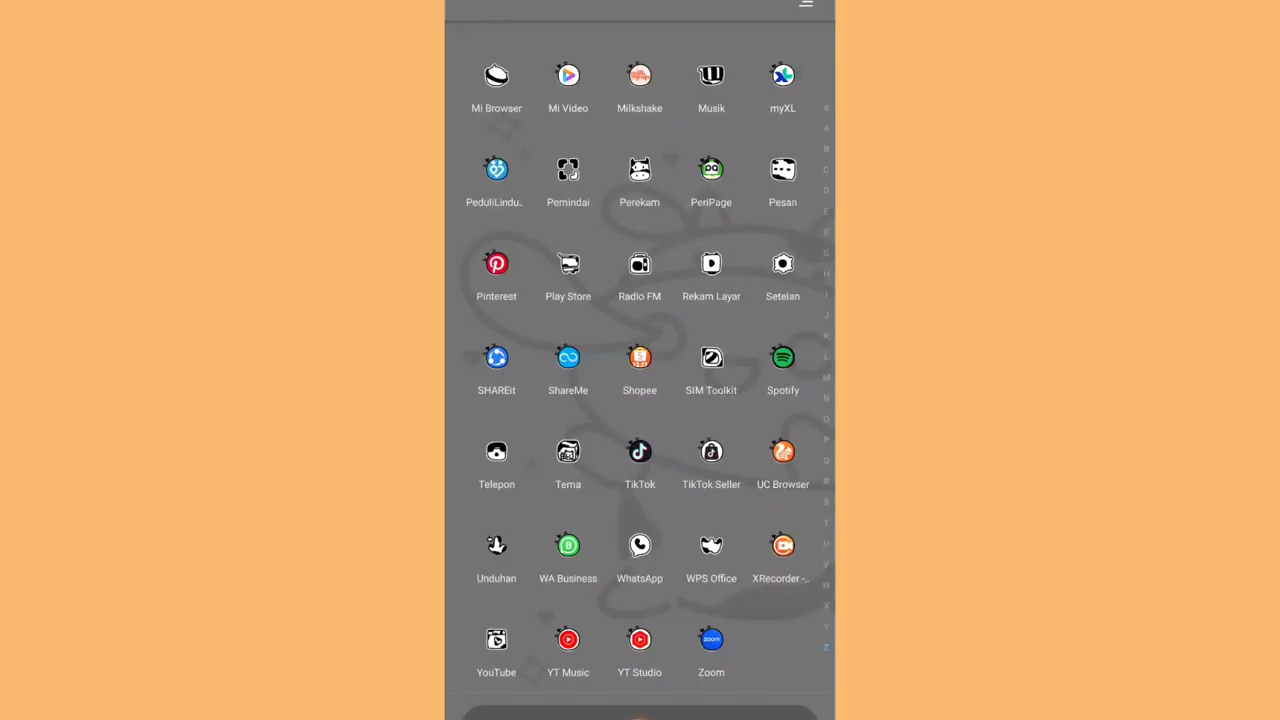 Mi Browser Mi Video Milkshake Musik myXL
PeduliLindu.. Pemindai Perekam PeriPage Pesan
Pinterest Play Store Radio FM Rekam Layar Setelan
SHAREit ShareMe Shopee SIM Toolkit Spotify
Telepon Tema TikTok TikTok Seller UC Browser
Unduhan WA Business WhatsApp WPS Office XRecorder -..
zoom
YouTube YT Music YT Studio Zoom
#
A
B
C
D
E
F
G
H
I
J
K
L
M
N
O
P
Q
R
S
T
U
V
W
X
Y
Z